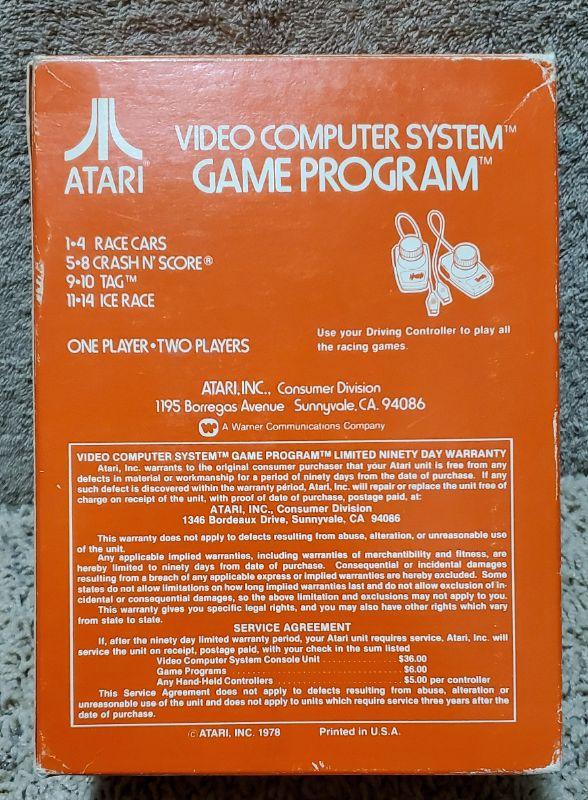 ATARI®
VIDEO COMPUTER SYSTEM™
GAME PROGRAM™
1•4 RACE CARS
5•8 CRASH N' SCORE®
9•10 TAG™
11•14 ICE RACE
ONE PLAYER•TWO PLAYERS
Use your Driving Controller to play all
the racing games.
ATARI, INC., Consumer Division
1195 Borregas Avenue Sunnyvale, CA. 94086
A Warner Communications Company
VIDEO COMPUTER SYSTEM™ GAME PROGRAM™ LIMITED NINETY DAY WARRANTY
Atari, Inc. warrants to the original consumer purchaser that your Atari unit is free from any
defects in material or workmanship for a period of ninety days from the date of purchase. If any
such defect is discovered within the warranty period, Atari, Inc. will repair or replace the unit free of
charge on receipt of the unit, with proof of date of purchase, postage paid, at:
ATARI, INC., Consumer Division
1346 Bordeaux Drive, Sunnyvale, CA 94086
This warranty does not apply to defects resulting from abuse, alteration, or unreasonable use
of the unit.
Any applicable implied warranties, including warranties of merchantibility and fitness, are
hereby limited to ninety days from date of purchase. Consequential or incidental damages
resulting from a breach of any applicable express or implied warranties are hereby excluded. Some
states do not allow limitations on how long implied warranties last and do not allow exclusion of in-
cidental or consequential damages, so the above limitation and exclusions may not apply to you.
This warranty gives you specific legal rights, and you may also have other rights which vary
from state to state.
SERVICE AGREEMENT
If, after the ninety day limited warranty period, your Atari unit requires service, Atari, Inc. will
service the unit on receipt, postage paid, with your check in the sum listed
Video Computer System Console Unit . . . . . . . . . . . . . . $36.00
Game Programs . . . . . . . . . . . . . . . . . . . . . . . . . . . . $6.00
Any Hand-Held Controllers . . . . . . . . . . . . . . . . . . . . $5.00 per controller
This Service Agreement does not apply to defects resulting from abuse, alteration or
unreasonable use of the unit and does not apply to units which require service three years after the
date of purchase.
© ATARI, INC. 1978 Printed in U.S.A.